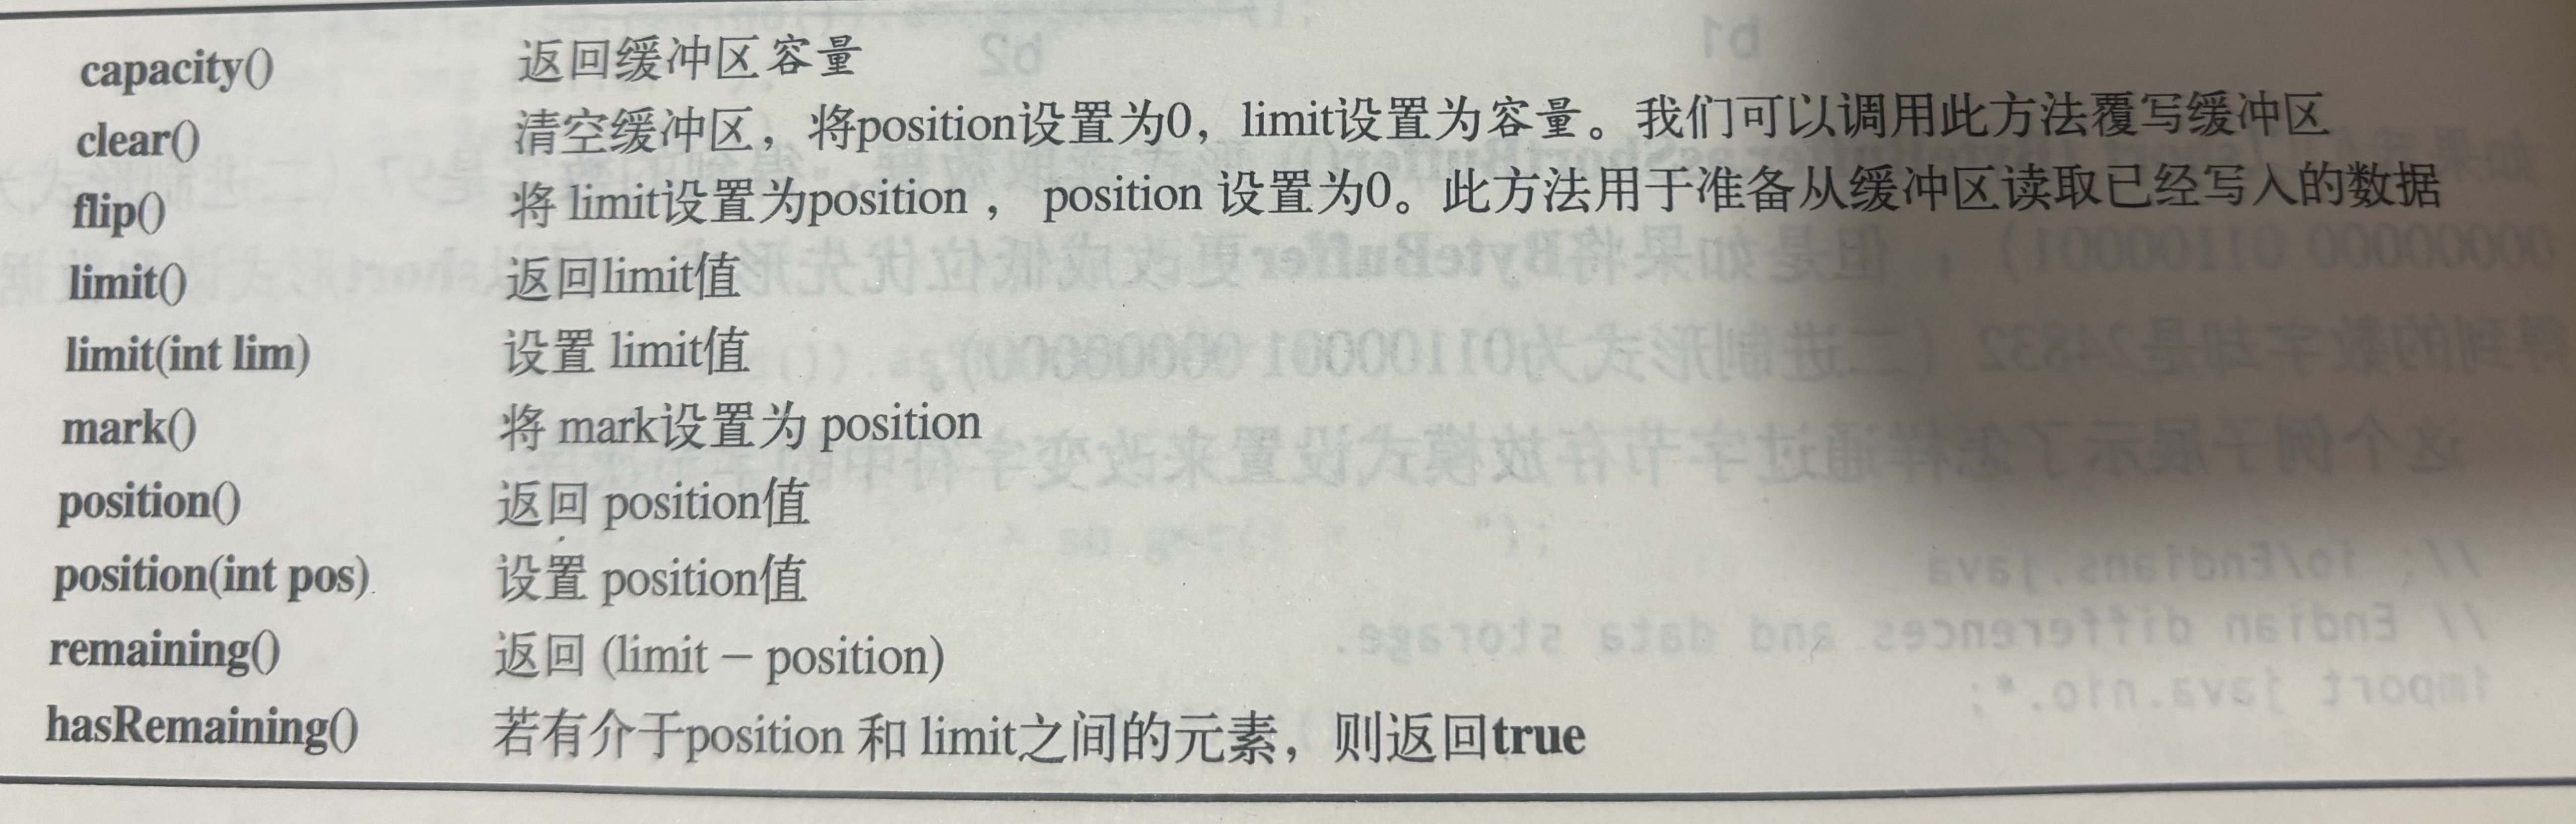 capacity() 返回缓冲区容量
clear() 清空缓冲区，将position设置为0，limit设置为容量。我们可以调用此方法覆写缓冲区
flip() 将 limit设置为position ， position 设置为0。此方法用于准备从缓冲区读取已经写入的数据
limit() 返回limit值
limit(int lim) 设置 limit值
mark() 将 mark设置为 position
position() 返回 position值
position(int pos) 设置 position值
remaining() 返回 (limit – position)
hasRemaining() 若有介于position 和 limit之间的元素，则返回true